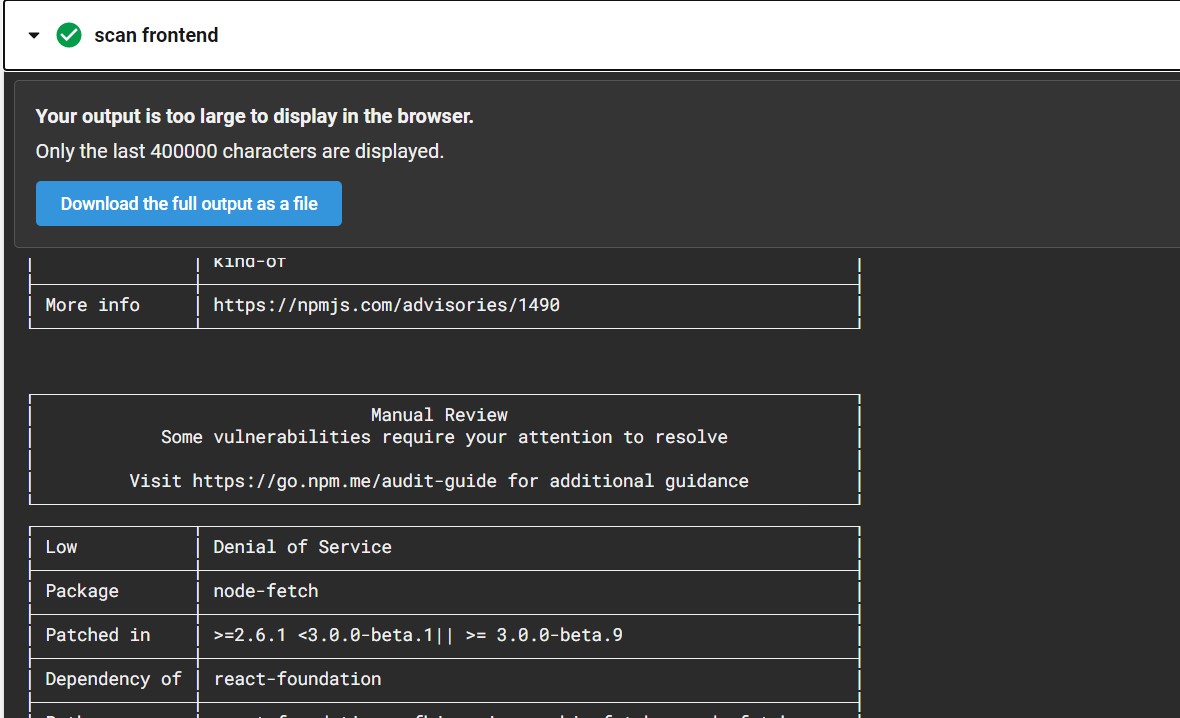 scan frontend
Your output is too large to display in the browser.
Only the last 400000 characters are displayed.
Download the full output as a file
kind-of
More info https://npmjs.com/advisories/1490
Manual Review
Some vulnerabilities require your attention to resolve
Visit https://go.npm.me/audit-guide for additional guidance
Low Denial of Service
Package node-fetch
Patched in >=2.6.1 <3.0.0-beta.1|| >= 3.0.0-beta.9
Dependency of react-foundation